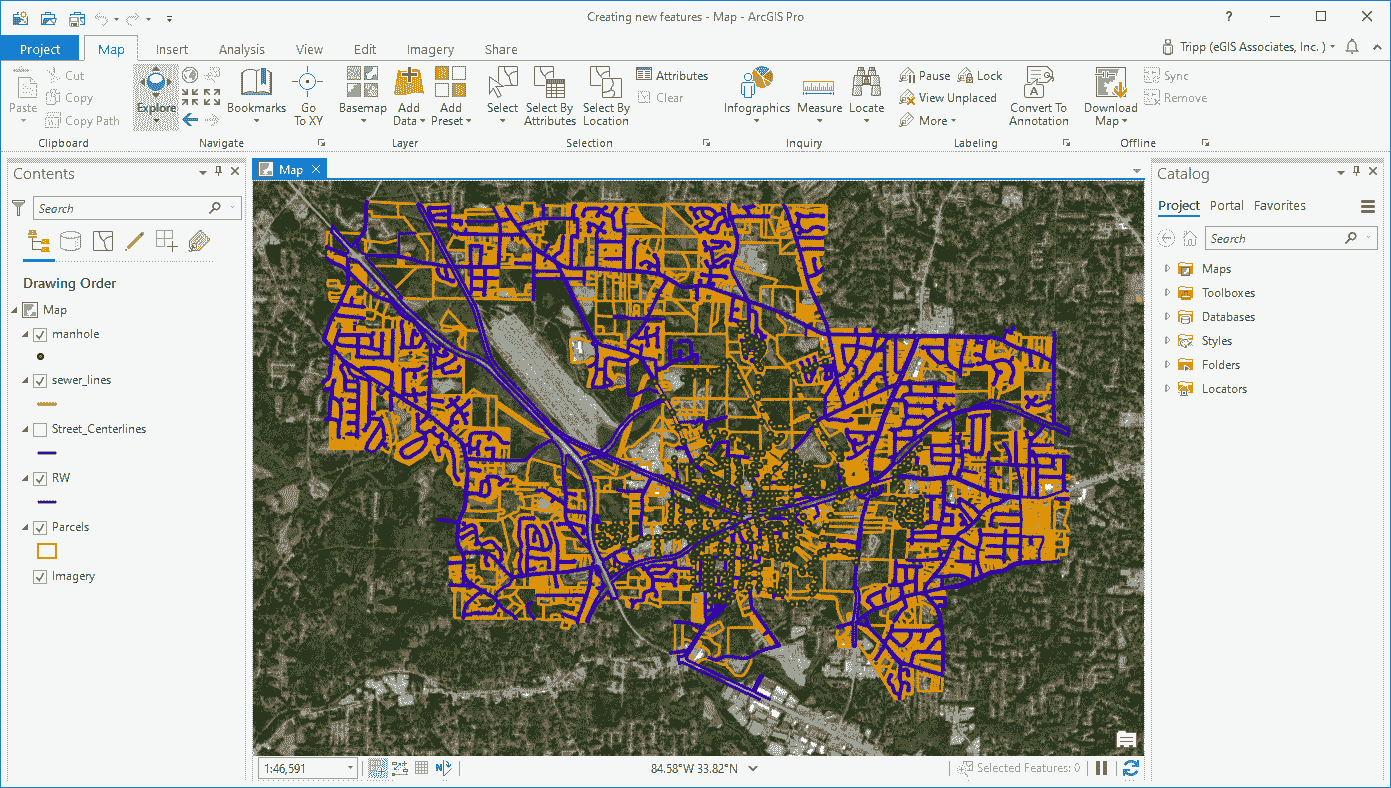 Creating new features - Map - ArcGIS Pro
?
Project Map Insert Analysis View Edit Imagery Share
Tripp (eGIS Associates, Inc. )
Paste
Cut
Copy
Copy Path
Clipboard
Explore
Bookmarks
Go
To XY
Navigate
Basemap
Add
Data
Add
Preset
Layer
Select
Select By
Attributes
Select By
Location
Attributes
Clear
Selection
Infographics
Measure
Locate
Inquiry
Pause
Lock
View Unplaced
More
Convert To
Annotation
Labeling
Download
Map
Sync
Remove
Offline
Contents
Search
Drawing Order
Map
manhole
sewer_lines
Street_Centerlines
RW
Parcels
Imagery
Map
1:46,591
N
84.58°W 33.82°N
Selected Features: 0
Catalog
Project Portal Favorites
Search
Maps
Toolboxes
Databases
Styles
Folders
Locators